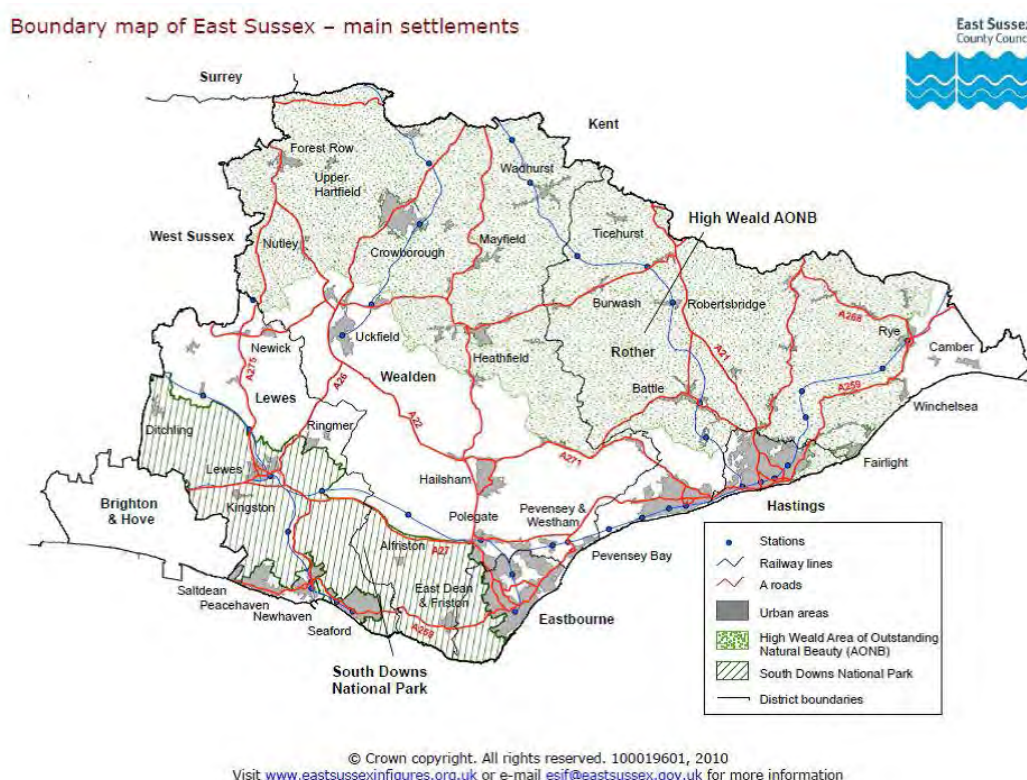 Boundary map of East Sussex – main settlements
East Sussex
County Council
Surrey
Kent
Forest Row
Wadhurst
Upper
Hartfield
High Weald AONB
West Sussex
Ticehurst
Nutley
Mayfield
Crowborough
Burwash
Robertsbridge
A268
Rye
Uckfield
Newick
Heathfield
Rother
A21
Camber
A275
Wealden
A26
Battle
A259
Lewes
Winchelsea
A22
Ditchling
Ringmer
A271
Fairlight
Lewes
Hailsham
Brighton
& Hove
Kingston
Polegate
Pevensey &
Westham
Hastings
Alfriston
A27
Pevensey Bay
Saltdean
Peacehaven
East Dean
& Friston
Newhaven
Eastbourne
Seaford
A259
South Downs
National Park
Stations
Railway lines
A roads
Urban areas
High Weald Area of Outstanding
Natural Beauty (AONB)
South Downs National Park
District boundaries
© Crown copyright. All rights reserved. 100019601, 2010
Visit www.eastsussexinfigures.org.uk or e-mail esif@eastsussex.gov.uk for more information